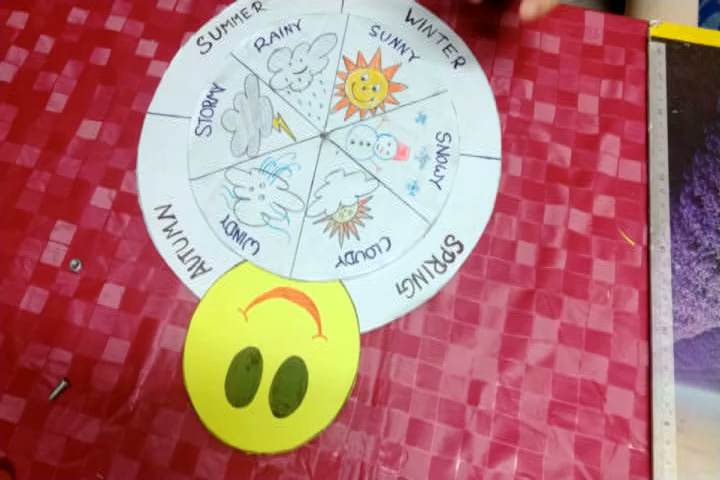 SUMMER
WINTER
RAINY
SUNNY
STORMY
SNOWY
WINDY
CLOUDY
AUTUMN
SPRING